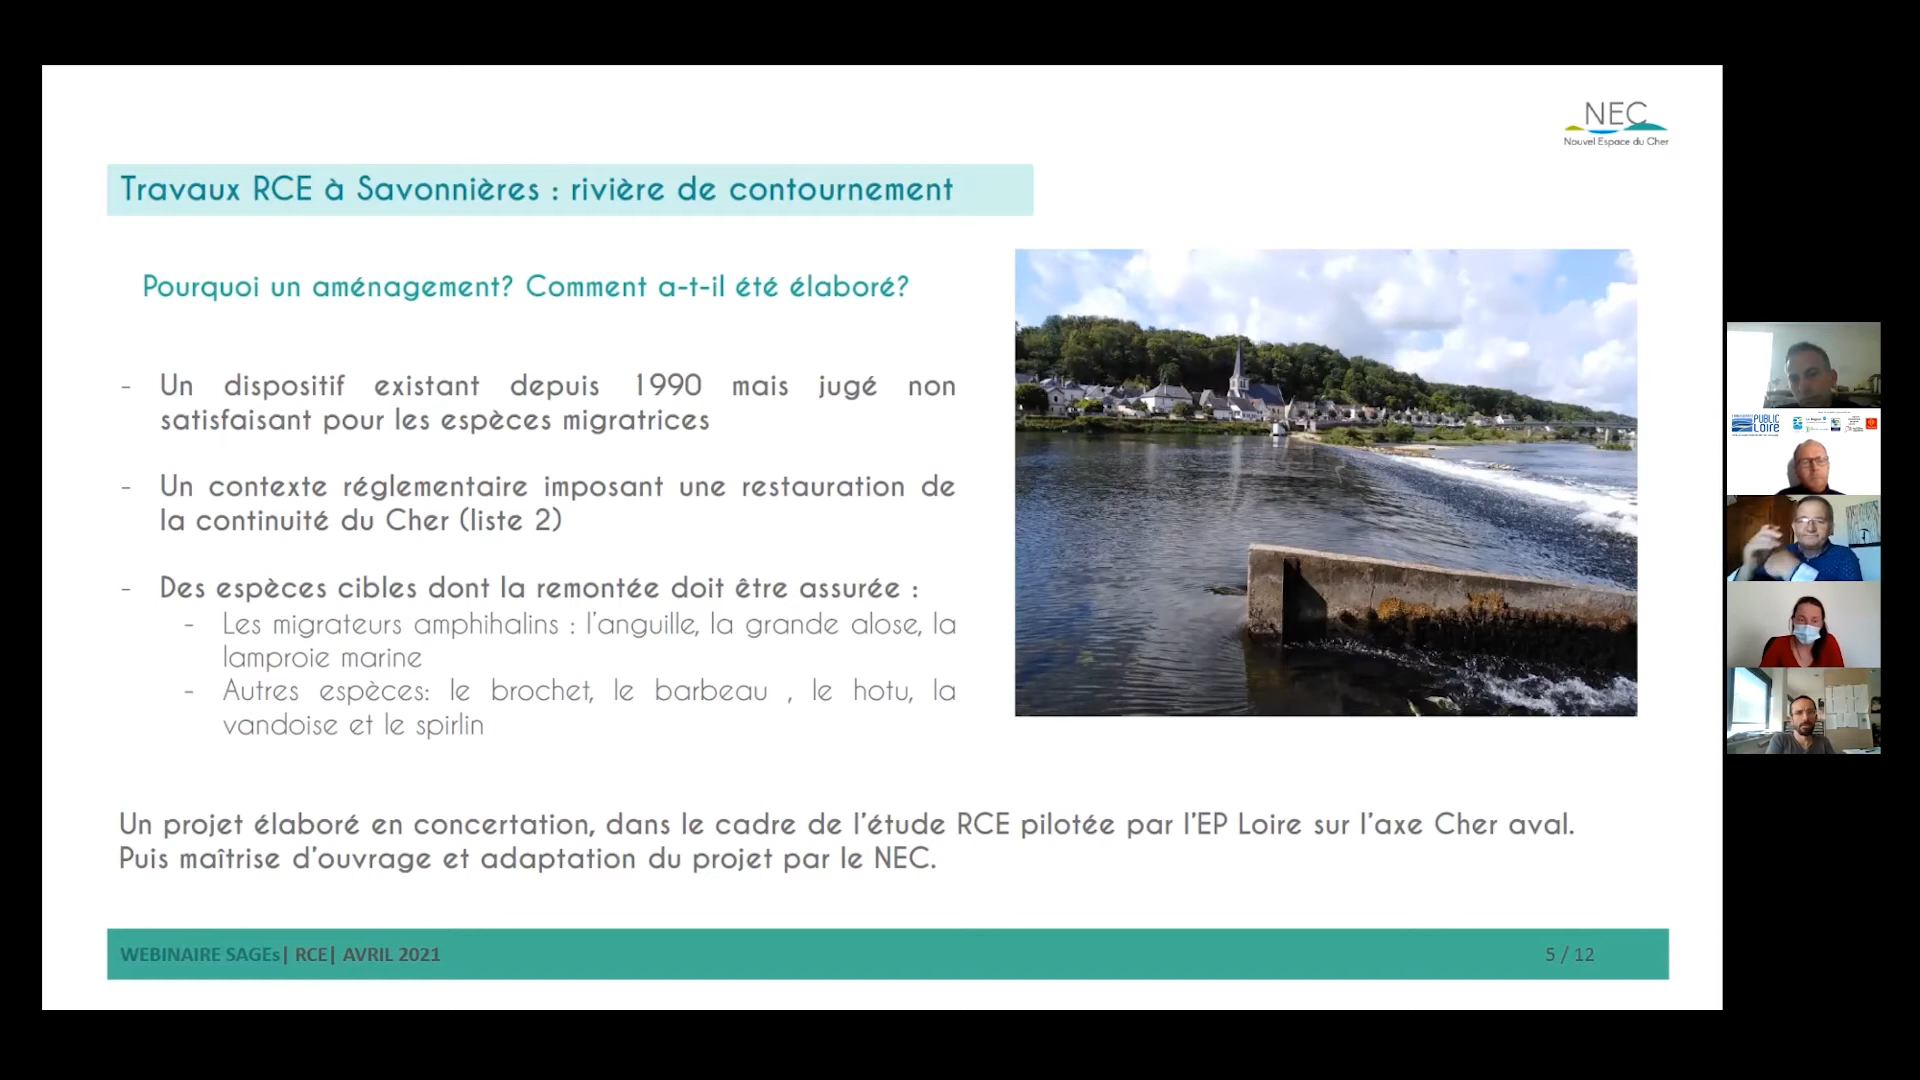 NEC
Nouvel Espace du Cher
Travaux RCE à Savonnières : rivière de contournement
Pourquoi un aménagement? Comment a-t-il été élaboré?
- Un dispositif existant depuis 1990 mais jugé non
satisfaisant pour les espèces migratrices
- Un contexte réglementaire imposant une restauration de
la continuité du Cher (liste 2)
- Des espèces cibles dont la remontée doit être assurée :
- Les migrateurs amphihalins : l'anguille, la grande alose, la
lamproie marine
- Autres espèces: le brochet, le barbeau , le hotu, la
vandoise et le spirlin
Un projet élaboré en concertation, dans le cadre de l'étude RCE pilotée par l'EP Loire sur l'axe Cher aval.
Puis maîtrise d'ouvrage et adaptation du projet par le NEC.
WEBINAIRE SAGEs| RCE| AVRIL 2021
5 / 12
PUBLIC
LOIRE